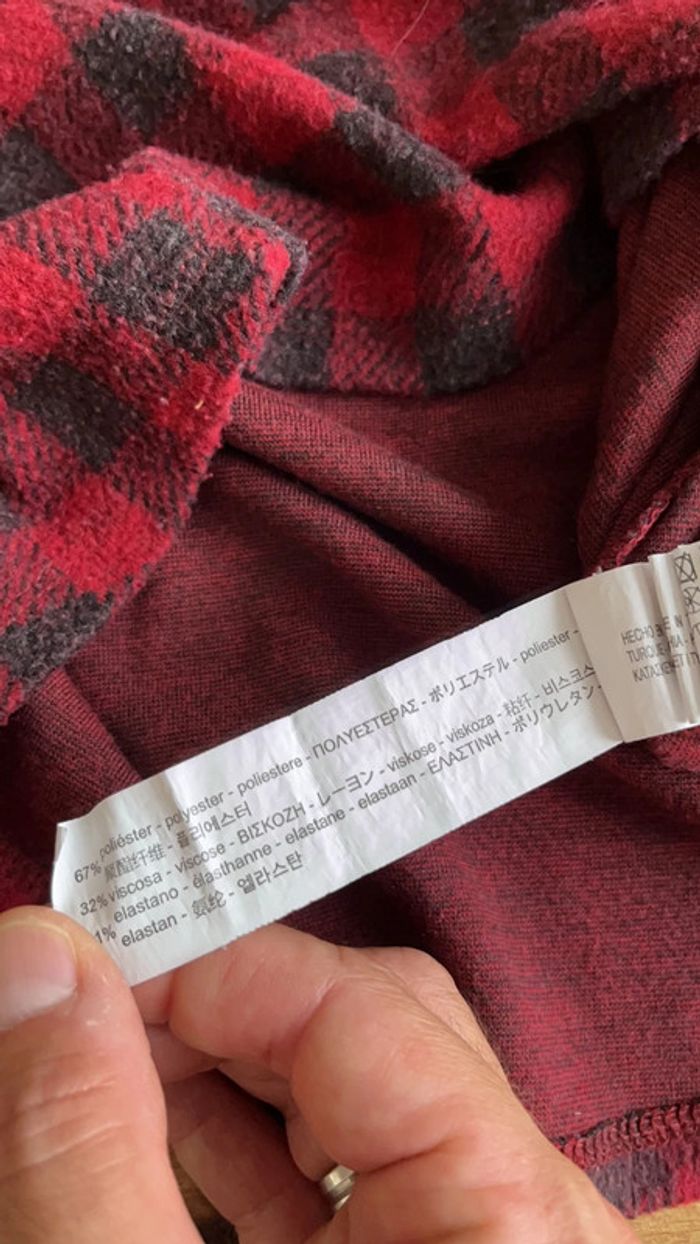 67% poliéster - polyester - poliestere - ΠΟΛΥΕΣΤΕΡΑΣ - ポリエステル - poliester -
聚酯纤维 - 폴리에스터
32% viscosa - viscose - ΒΙΣΚΟΖΗ - レーヨン - viskose - viskoza - 粘纤 - 비스코스
1% elastano - élasthanne - elastane - elastaan - ΕΛΑΣΤΙΝΗ - ポリウレタン -
elastan - 氨纶 - 엘라스탄
HECHO EN